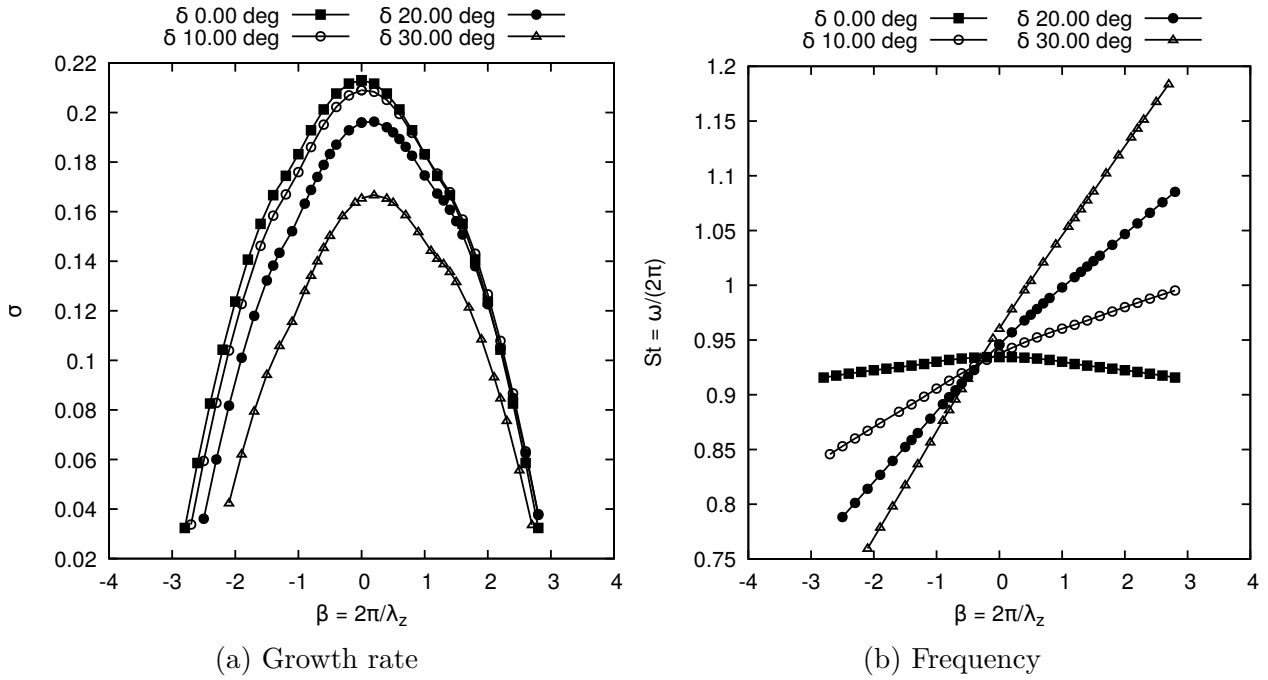 δ 0.00 deg δ 20.00 deg
δ 10.00 deg δ 30.00 deg
0.22
0.2
0.18
0.16
0.14
0.12
0.1
0.08
0.06
0.04
0.02
σ
-4 -3 -2 -1 0 1 2 3 4
β = 2π/λz
(a) Growth rate
δ 0.00 deg δ 20.00 deg
δ 10.00 deg δ 30.00 deg
1.2
1.15
1.1
1.05
1
0.95
0.9
0.85
0.8
0.75
St = ω/(2π)
-4 -3 -2 -1 0 1 2 3 4
β = 2π/λz
(b) Frequency